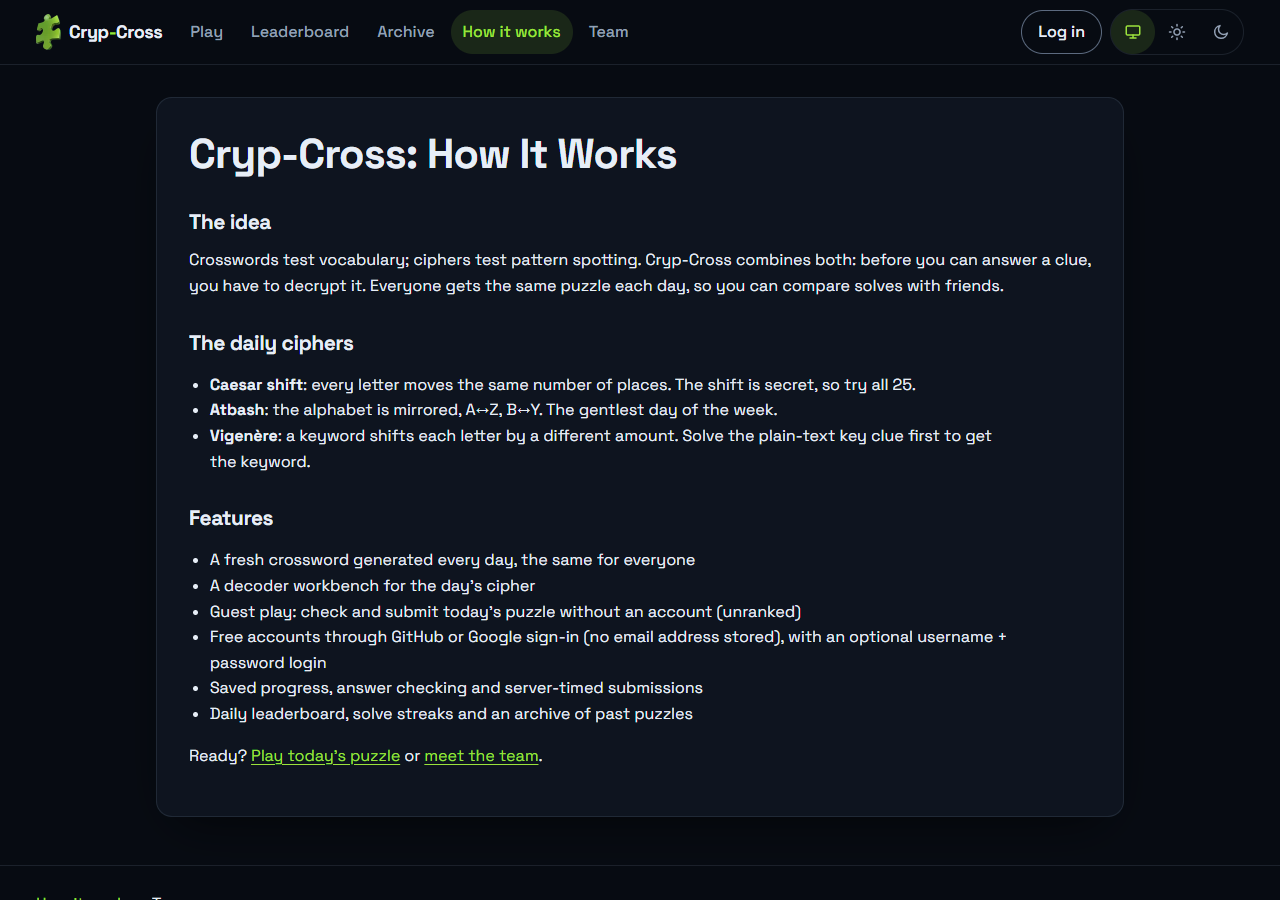 Cryp-Cross Play Leaderboard Archive How it works Team Log in
Cryp-Cross: How It Works
The idea
Crosswords test vocabulary; ciphers test pattern spotting. Cryp-Cross combines both: before you can answer a clue,
you have to decrypt it. Everyone gets the same puzzle each day, so you can compare solves with friends.
The daily ciphers
• Caesar shift: every letter moves the same number of places. The shift is secret, so try all 25.
• Atbash: the alphabet is mirrored, A↔Z, B↔Y. The gentlest day of the week.
• Vigenère: a keyword shifts each letter by a different amount. Solve the plain-text key clue first to get
the keyword.
Features
• A fresh crossword generated every day, the same for everyone
• A decoder workbench for the day’s cipher
• Guest play: check and submit today’s puzzle without an account (unranked)
• Free accounts through GitHub or Google sign-in (no email address stored), with an optional username +
password login
• Saved progress, answer checking and server-timed submissions
• Daily leaderboard, solve streaks and an archive of past puzzles
Ready? Play today’s puzzle or meet the team.